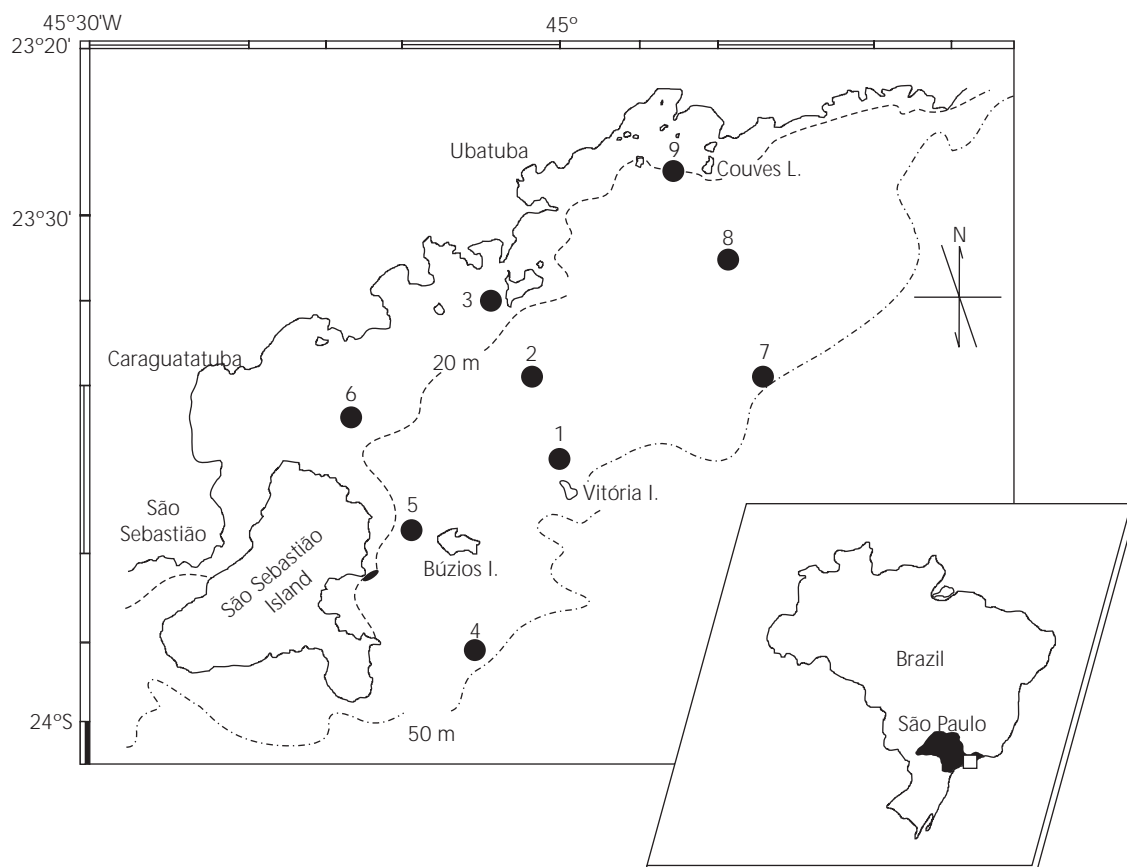 45°30'W
45°
23°20'
Ubatuba
9
Couves L.
23°30'
8
N
3
Caraguatatuba
20 m
2
7
6
1
Vitória I.
São
Sebastião
5
Búzios I.
São Sebastião
Island
4
24°S
50 m
Brazil
São Paulo